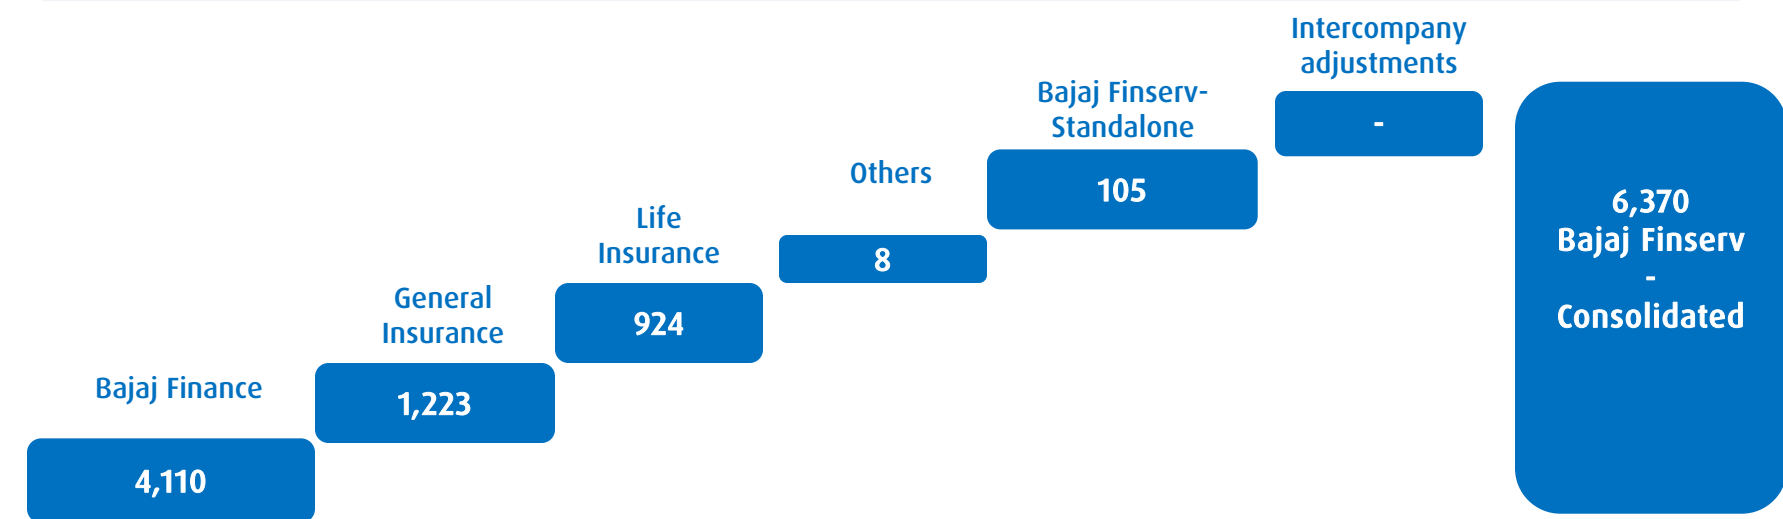 Bajaj Finance
4,110
General
Insurance
1,223
Life
Insurance
924
Others
8
Bajaj Finserv-
Standalone
105
Intercompany
adjustments
-
6,370
Bajaj Finserv
-
Consolidated